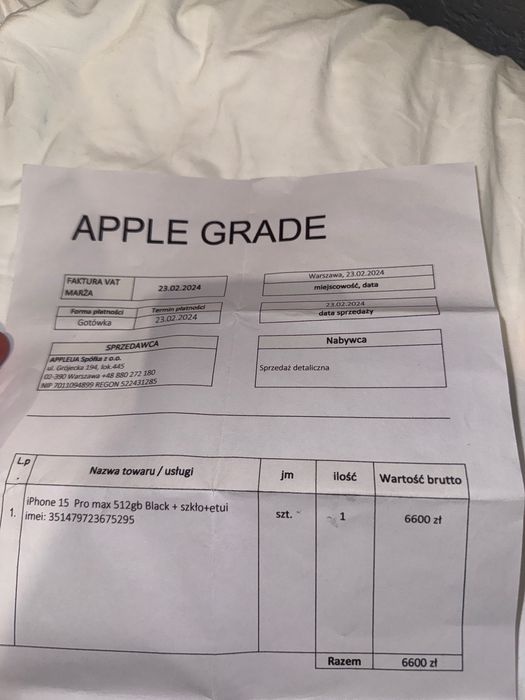 APPLE GRADE
FAKTURA VAT
MARŻA
23.02.2024
Warszawa, 23.02.2024
miejscowość, data
Forma płatności
Termin płatności
Gotówka
23.02.2024
23.02.2024
data sprzedaży
SPRZEDAWCA
APPLEUA Spółka z o.o.
ul. Grójecka 194, lok.445
02-390 Warszawa +48 880 272 180
NIP 7011094899 REGON 522431285
Nabywca
Sprzedaż detaliczna
Lp
.
Nazwa towaru / usługi
jm
ilość
Wartość brutto
1.
iPhone 15 Pro max 512gb Black + szkło+etui
imei: 351479723675295
szt.
1
6600 zł
Razem
6600 zł